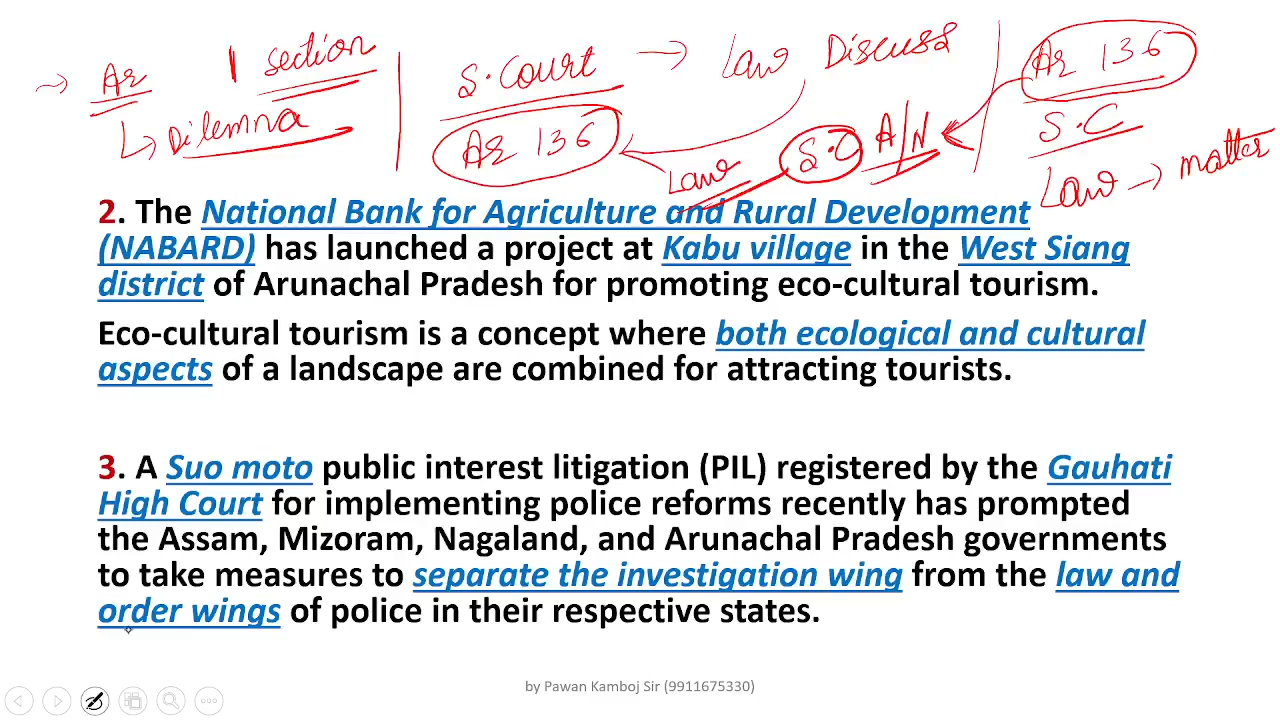 Ar
1 section
Dilemna
S. Court → Law Discuss
Ar 136
Law
S.C
A/N
Ar 136
S.C
Law → matter
2. The National Bank for Agriculture and Rural Development
(NABARD) has launched a project at Kabu village in the West Siang
district of Arunachal Pradesh for promoting eco-cultural tourism.
Eco-cultural tourism is a concept where both ecological and cultural
aspects of a landscape are combined for attracting tourists.
3. A Suo moto public interest litigation (PIL) registered by the Gauhati
High Court for implementing police reforms recently has prompted
the Assam, Mizoram, Nagaland, and Arunachal Pradesh governments
to take measures to separate the investigation wing from the law and
order wings of police in their respective states.
by Pawan Kamboj Sir (9911675330)